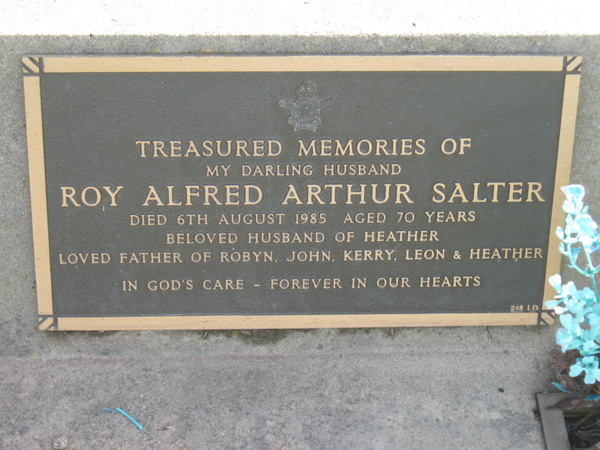 TREASURED MEMORIES OF
MY DARLING HUSBAND
ROY ALFRED ARTHUR SALTER
DIED 6TH AUGUST 1985 AGED 70 YEARS
BELOVED HUSBAND OF HEATHER
LOVED FATHER OF ROBYN, JOHN, KERRY, LEON & HEATHER
IN GOD'S CARE - FOREVER IN OUR HEARTS
248 I D